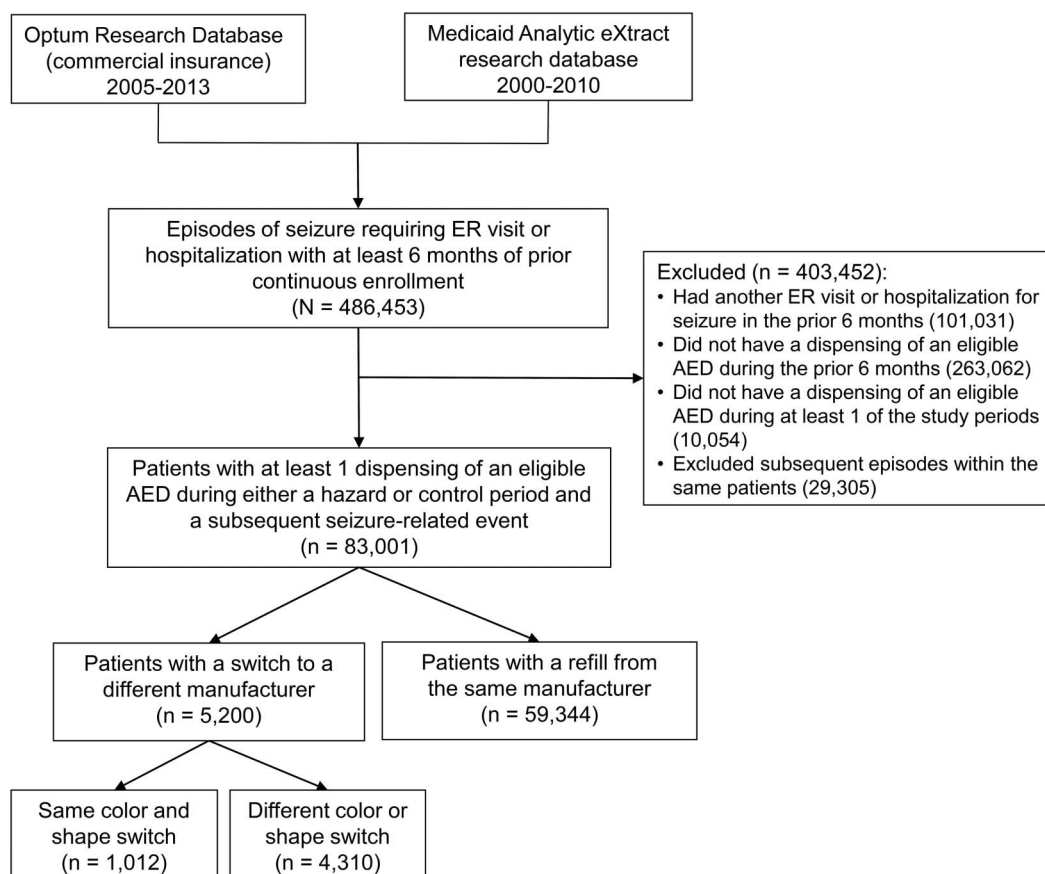 Optum Research Database
(commercial insurance)
2005-2013
Medicaid Analytic eXtract
research database
2000-2010
Episodes of seizure requiring ER visit or
hospitalization with at least 6 months of prior
continuous enrollment
(N = 486,453)
Excluded (n = 403,452):
• Had another ER visit or hospitalization for
seizure in the prior 6 months (101,031)
• Did not have a dispensing of an eligible
AED during the prior 6 months (263,062)
• Did not have a dispensing of an eligible
AED during at least 1 of the study periods
(10,054)
• Excluded subsequent episodes within the
same patients (29,305)
Patients with at least 1 dispensing of an eligible
AED during either a hazard or control period and
a subsequent seizure-related event
(n = 83,001)
Patients with a switch to a
different manufacturer
(n = 5,200)
Patients with a refill from
the same manufacturer
(n = 59,344)
Same color and
shape switch
(n = 1,012)
Different color or
shape switch
(n = 4,310)